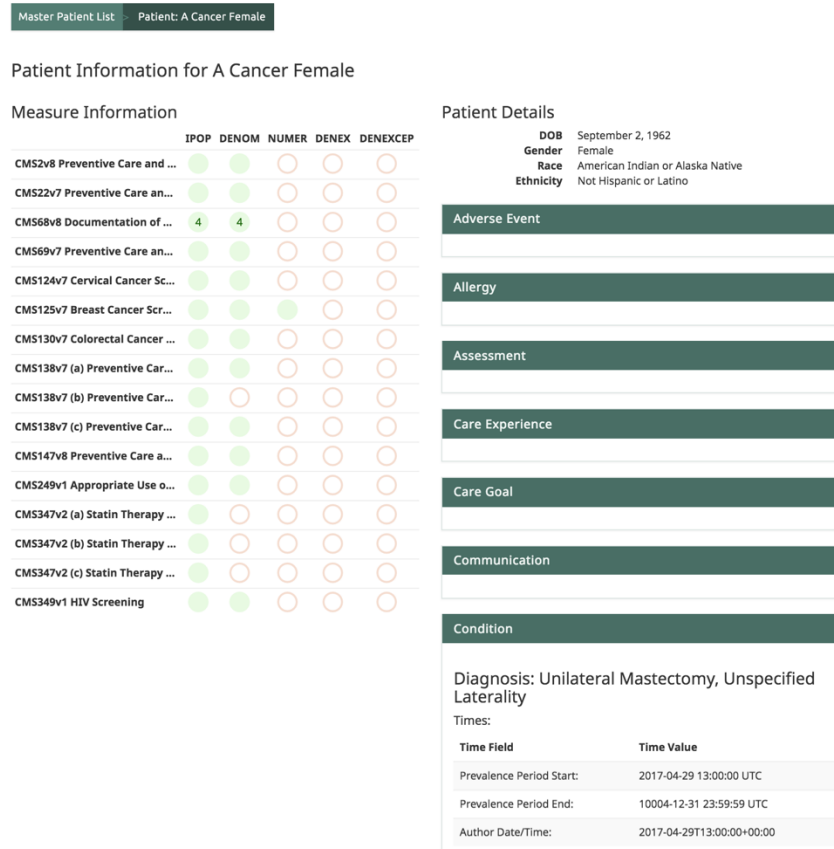 Master Patient List > Patient: A Cancer Female
Patient Information for A Cancer Female
Measure Information
IPOP DENOM NUMER DENEX DENEXCEP
CMS2v8 Preventive Care and ...
CMS22v7 Preventive Care an...
CMS68v8 Documentation of ... 4 4
CMS69v7 Preventive Care an...
CMS124v7 Cervical Cancer Sc...
CMS125v7 Breast Cancer Scr...
CMS130v7 Colorectal Cancer ...
CMS138v7 (a) Preventive Car...
CMS138v7 (b) Preventive Car...
CMS138v7 (c) Preventive Car...
CMS147v8 Preventive Care a...
CMS249v1 Appropriate Use o...
CMS347v2 (a) Statin Therapy ...
CMS347v2 (b) Statin Therapy ...
CMS347v2 (c) Statin Therapy ...
CMS349v1 HIV Screening
Patient Details
DOB September 2, 1962
Gender Female
Race American Indian or Alaska Native
Ethnicity Not Hispanic or Latino
Adverse Event
Allergy
Assessment
Care Experience
Care Goal
Communication
Condition
Diagnosis: Unilateral Mastectomy, Unspecified
Laterality
Times:
Time Field Time Value
Prevalence Period Start: 2017-04-29 13:00:00 UTC
Prevalence Period End: 10004-12-31 23:59:59 UTC
Author Date/Time: 2017-04-29T13:00:00+00:00